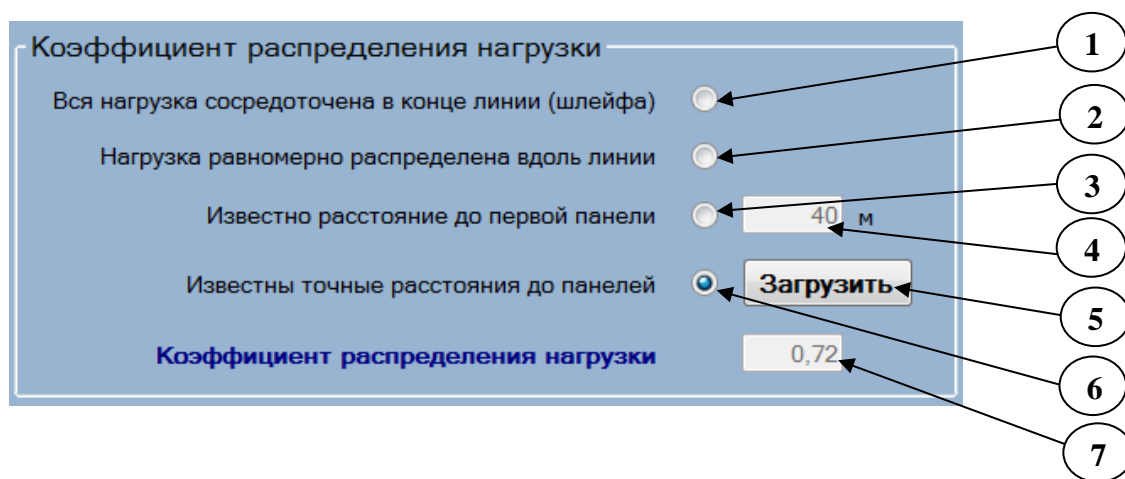 Коэффициент распределения нагрузки
1
Вся нагрузка сосредоточена в конце линии (шлейфа)
2
Нагрузка равномерно распределена вдоль линии
3
Известно расстояние до первой панели 40 м
4
Известны точные расстояния до панелей Загрузить
5
Коэффициент распределения нагрузки 0,72
6
7